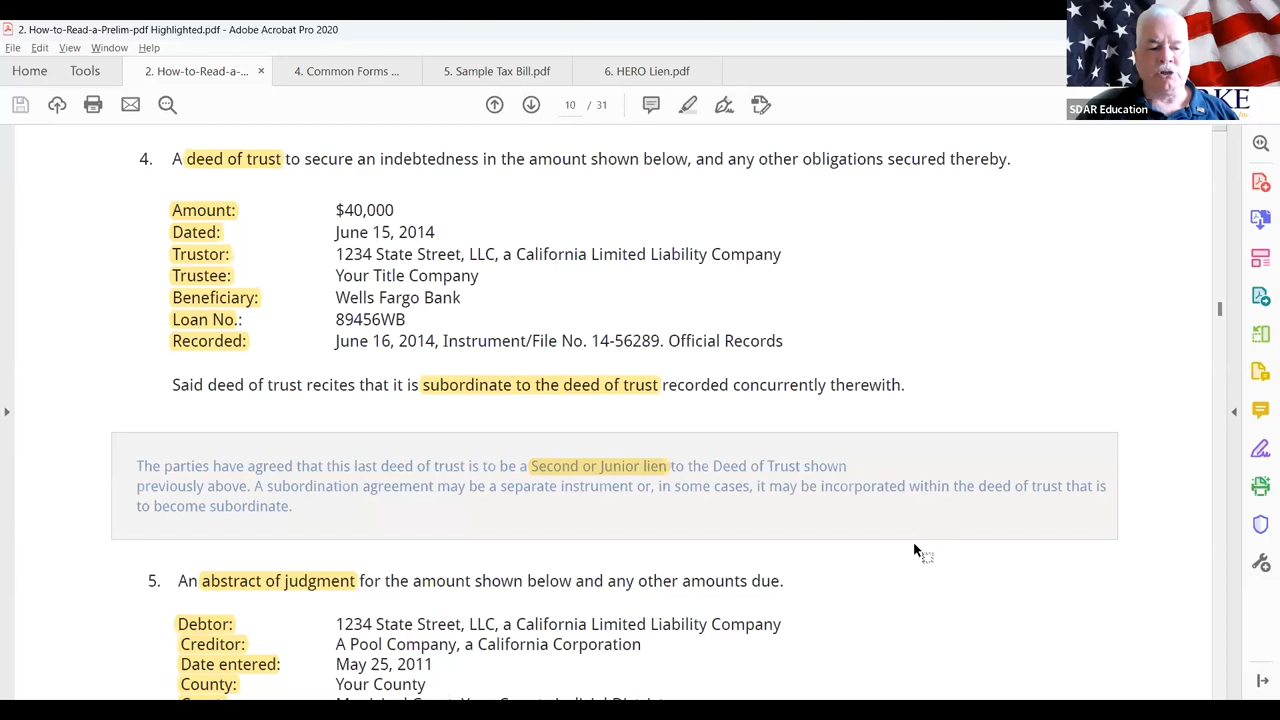 2. How-to-Read-a-Prelim-pdf Highlighted.pdf - Adobe Acrobat Pro 2020
File Edit View Window Help
Home Tools 2. How-to-Read-a-... × 4. Common Forms ... 5. Sample Tax Bill.pdf 6. HERO Lien.pdf
10 / 31
SDAR Education
4. A deed of trust to secure an indebtedness in the amount shown below, and any other obligations secured thereby.
Amount: $40,000
Dated: June 15, 2014
Trustor: 1234 State Street, LLC, a California Limited Liability Company
Trustee: Your Title Company
Beneficiary: Wells Fargo Bank
Loan No.: 89456WB
Recorded: June 16, 2014, Instrument/File No. 14-56289. Official Records
Said deed of trust recites that it is subordinate to the deed of trust recorded concurrently therewith.
The parties have agreed that this last deed of trust is to be a Second or Junior lien to the Deed of Trust shown
previously above. A subordination agreement may be a separate instrument or, in some cases, it may be incorporated within the deed of trust that is
to become subordinate.
5. An abstract of judgment for the amount shown below and any other amounts due.
Debtor: 1234 State Street, LLC, a California Limited Liability Company
Creditor: A Pool Company, a California Corporation
Date entered: May 25, 2011
County: Your County